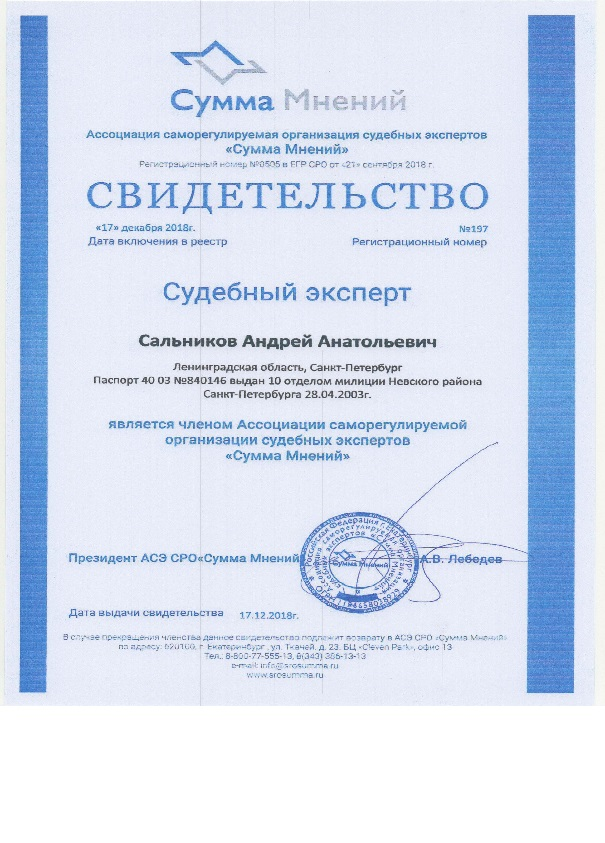 Сумма Мнений
Ассоциация саморегулируемая организация судебных экспертов
«Сумма Мнений»
Регистрационный номер №0505 в ЕГР СРО от «21» сентября 2018 г.
СВИДЕТЕЛЬСТВО
«17» декабря 2018г. №197
Дата включения в реестр Регистрационный номер
Судебный эксперт
Сальников Андрей Анатольевич
Ленинградская область, Санкт-Петербург
Паспорт 40 03 №840146 выдан 10 отделом милиции Невского района
Санкт-Петербурга 28.04.2003г.
является членом Ассоциации саморегулируемой
организации судебных экспертов
«Сумма Мнений»
Президент АСЭ СРО«Сумма Мнений А.В. Лебедев
Сумма Мнений
Дата выдачи свидетельства 17.12.2018г.
В случае прекращения членства данное свидетельство подлежит возврату в АСЭ СРО «Сумма Мнений»
по адресу: 620100, г. Екатеринбург, ул. Ткачей, д. 23, БЦ «Clever Park», офис 13
Тел.: 8-800-77-555-13, 8(343) 386-13-13
e-mail: info@srosumma.ru
www.srosumma.ru